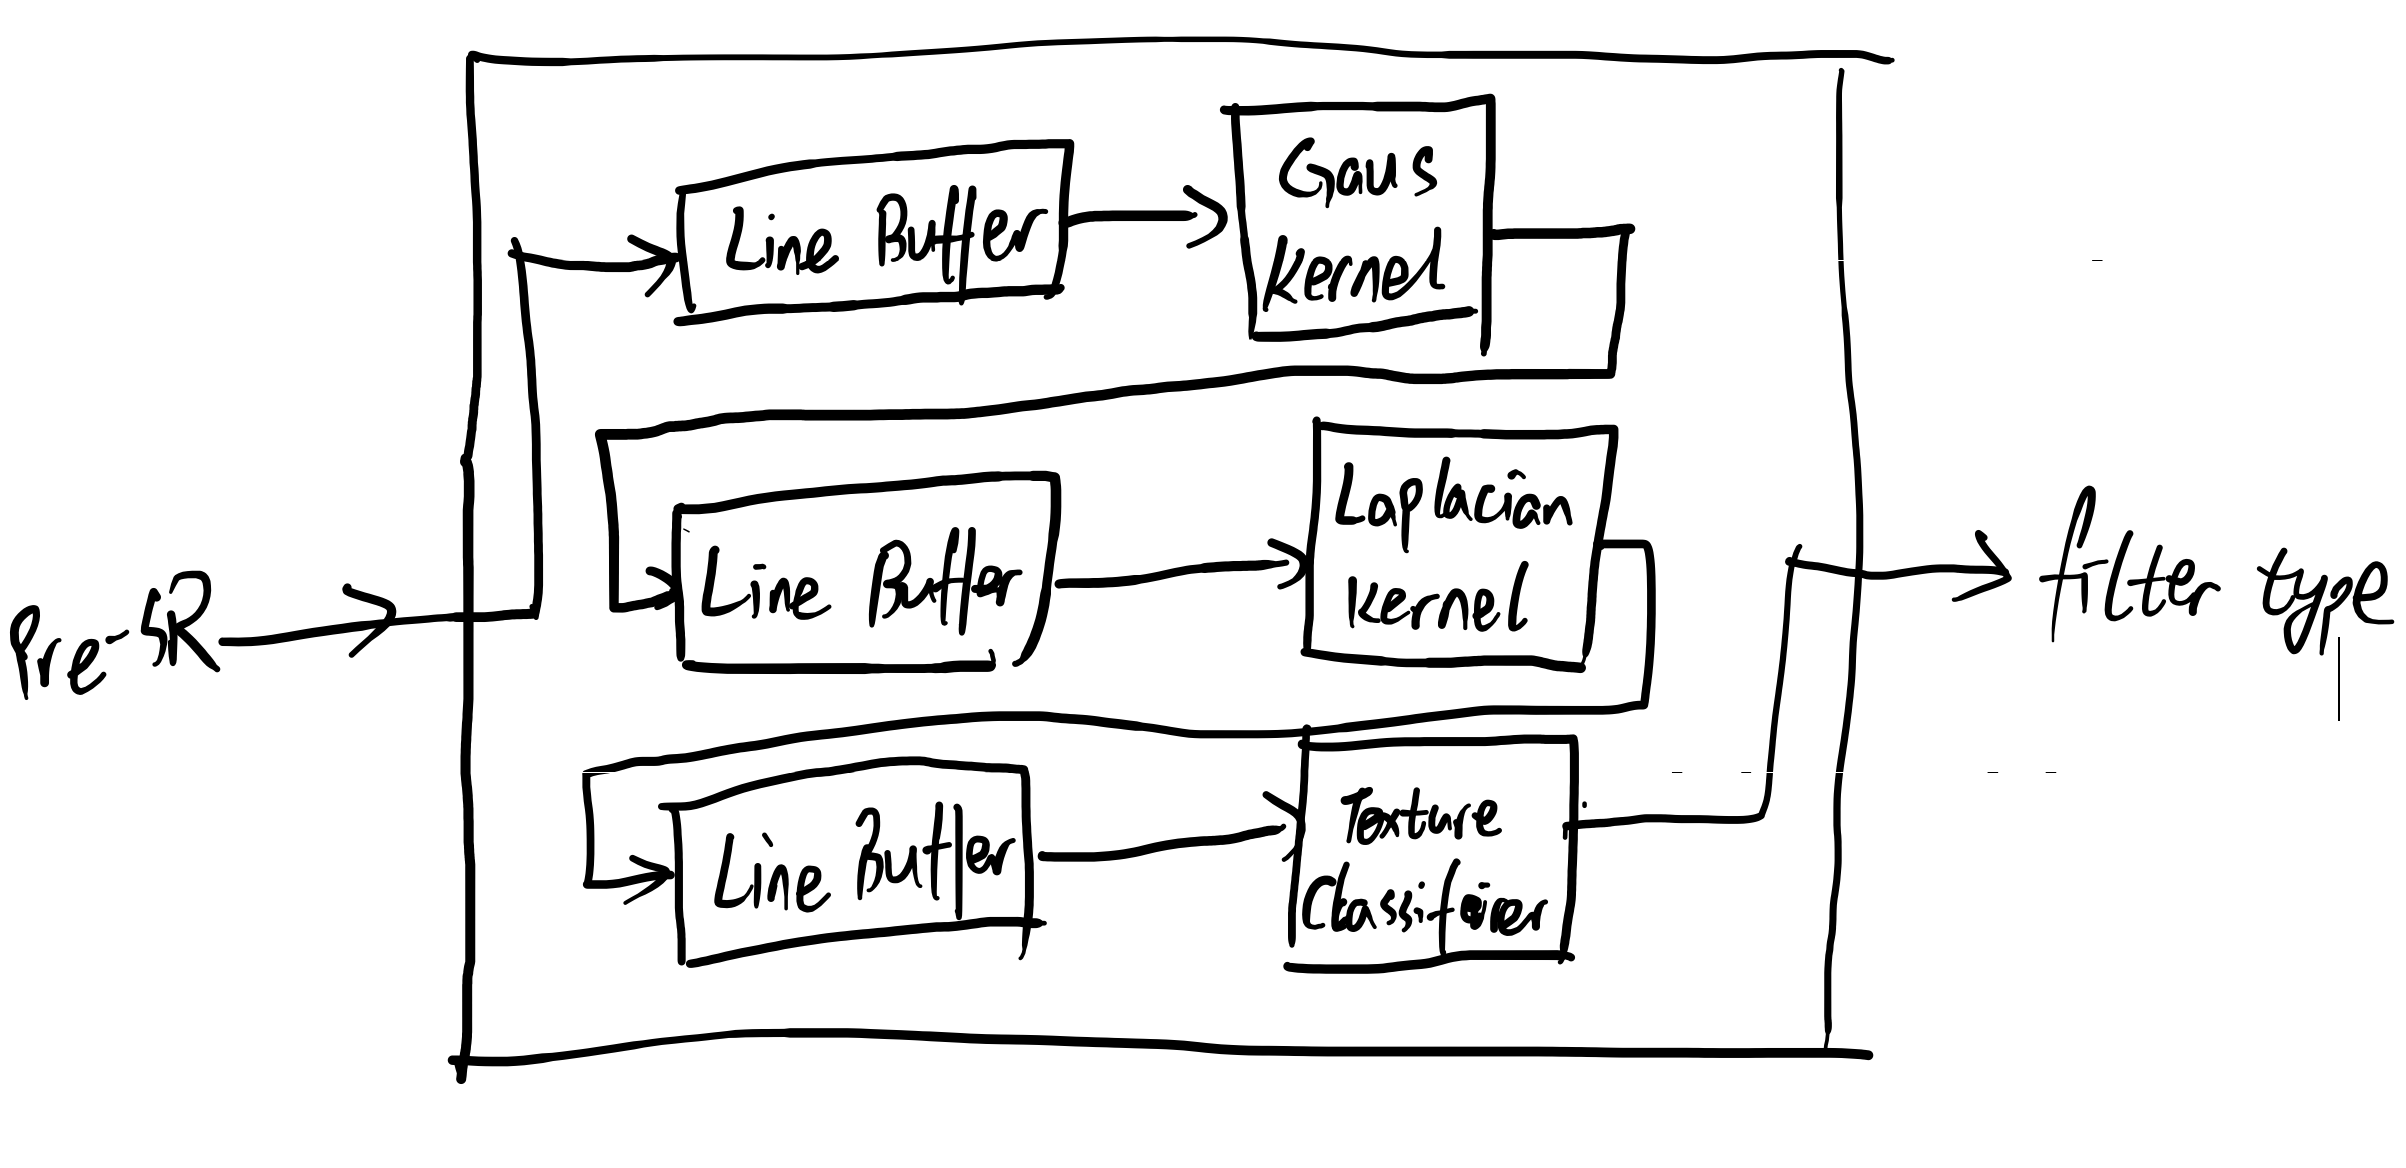 Line Buffer
Gaus
Kernel
Line Buffer
Laplacian
Kernel
Pre-SR
filter type
Line Buffer
Texture
Classifier